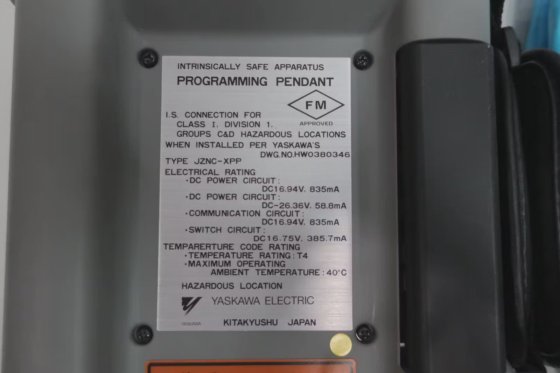 INTRINSICALLY SAFE APPARATUS
PROGRAMMING PENDANT
FM
APPROVED
I.S. CONNECTION FOR
CLASS I. DIVISION 1.
GROUPS C&D HAZARDOUS LOCATIONS
WHEN INSTALLED PER YASKAWA'S
DWG.NO.HW0380346
TYPE JZNC-XPP
ELECTRICAL RATING
・DC POWER CIRCUIT:
DC16.94V. 835mA
・DC POWER CIRCUIT:
DC-26.36V. 58.8mA
・COMMUNICATION CIRCUIT:
DC16.94V. 835mA
・SWITCH CIRCUIT:
DC16.75V. 385.7mA
TEMPARERTURE CODE RATING
・TEMPERATURE RATING:T4
・MAXIMUM OPERATING
AMBIENT TEMPERATURE:40°C
HAZARDOUS LOCATION
YASKAWA ELECTRIC
YASKAWA
KITAKYUSHU JAPAN